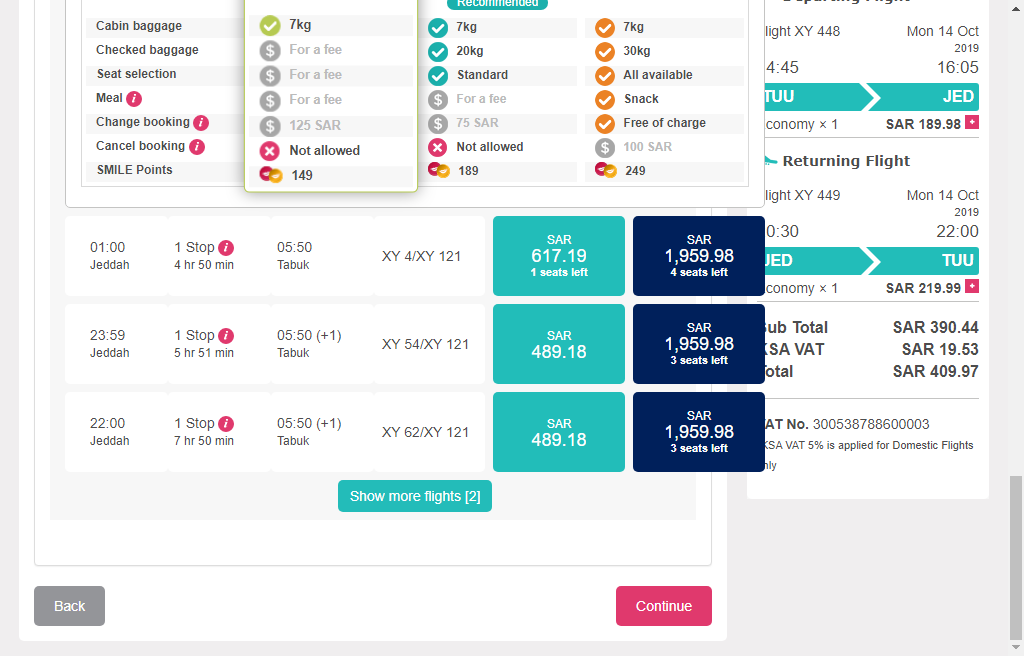 Recommended
Cabin baggage 7kg 7kg 7kg
Checked baggage For a fee 20kg 30kg
Seat selection For a fee Standard All available
Meal i For a fee For a fee Snack
Change booking i 125 SAR 75 SAR Free of charge
Cancel booking i Not allowed Not allowed 100 SAR
SMILE Points 149 189 249
01:00 1 Stop i 05:50 XY 4/XY 121 SAR SAR
Jeddah 4 hr 50 min Tabuk 617.19 1,959.98
1 seats left 4 seats left
23:59 1 Stop i 05:50 (+1) XY 54/XY 121 SAR SAR
Jeddah 5 hr 51 min Tabuk 489.18 1,959.98
3 seats left
22:00 1 Stop i 05:50 (+1) XY 62/XY 121 SAR SAR
Jeddah 7 hr 50 min Tabuk 489.18 1,959.98
3 seats left
Show more flights [2]
Back
Continue
light XY 448 Mon 14 Oct
2019
4:45 16:05
TUU JED
conomy × 1 SAR 189.98 +
Returning Flight
light XY 449 Mon 14 Oct
2019
0:30 22:00
JED TUU
conomy × 1 SAR 219.99 +
Sub Total SAR 390.44
KSA VAT SAR 19.53
Total SAR 409.97
VAT No. 300538788600003
KSA VAT 5% is applied for Domestic Flights
only